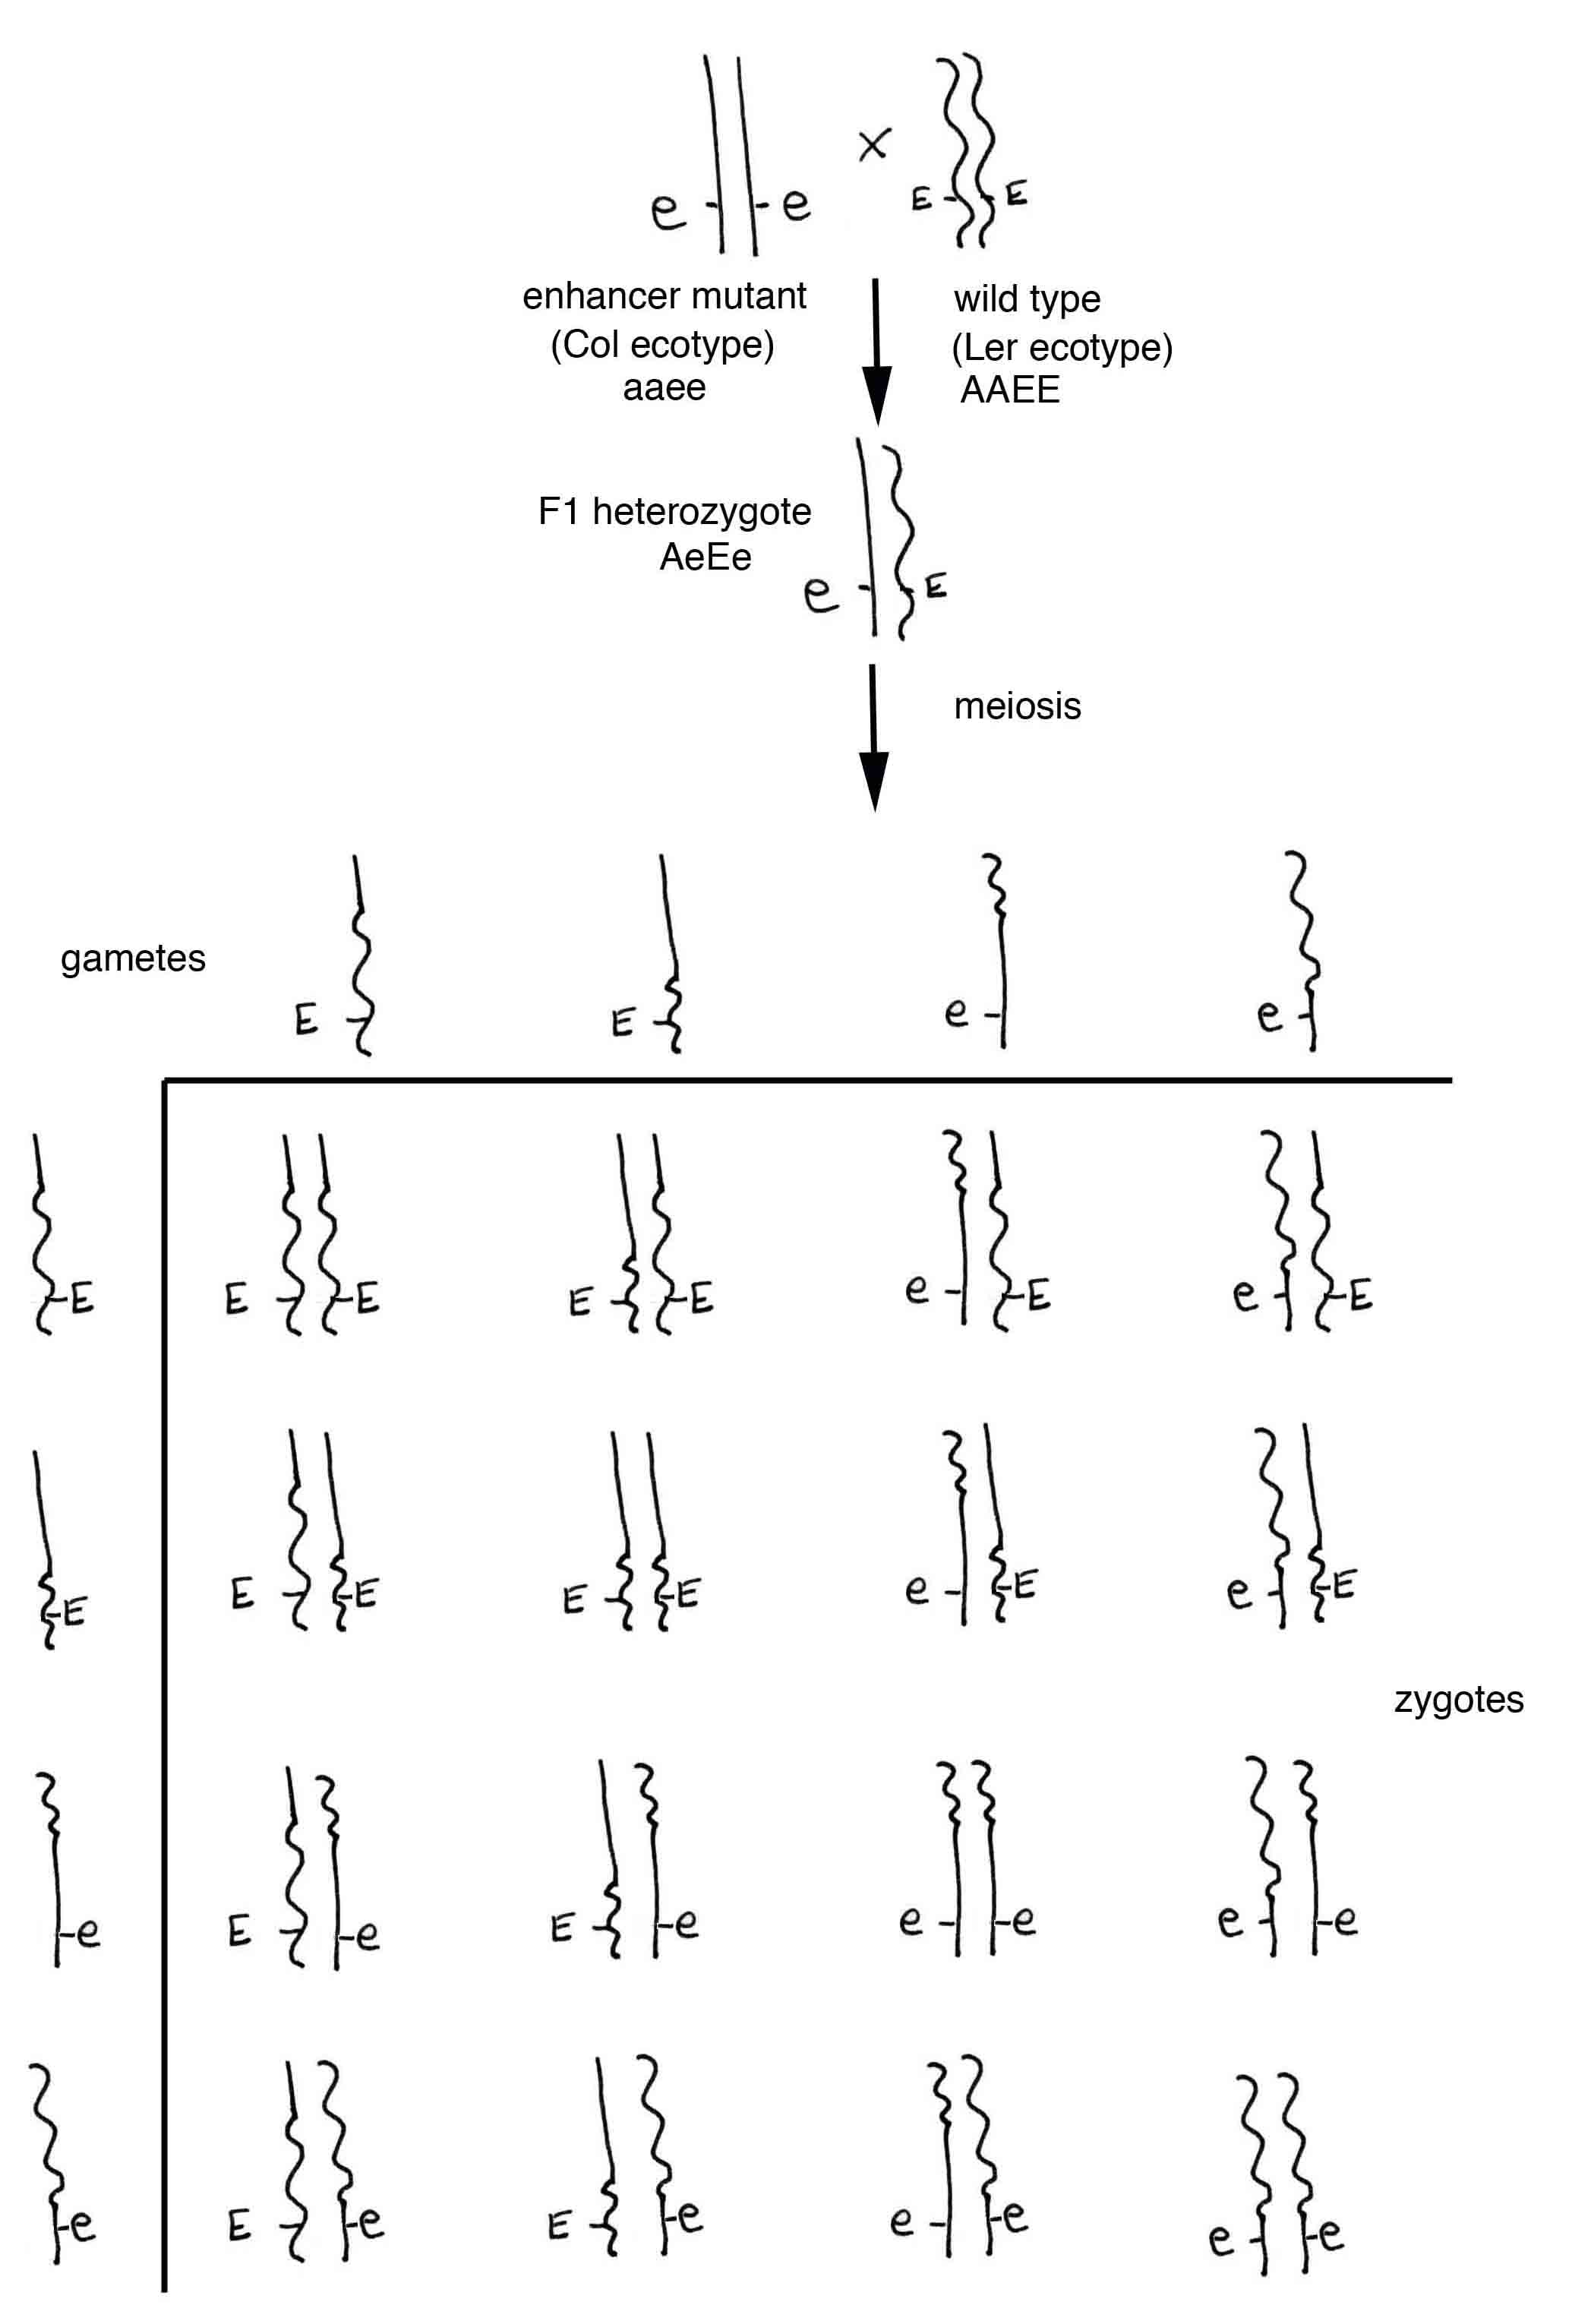 e e × E E
enhancer mutant
(Col ecotype)
aaee
wild type
(Ler ecotype)
AAEE
F1 heterozygote
AeEe
e E
meiosis
gametes
E E e e
E E E E E e E e E
E E E E E e E e E
zygotes
e E e E e e e e e
e E e E e e e e e